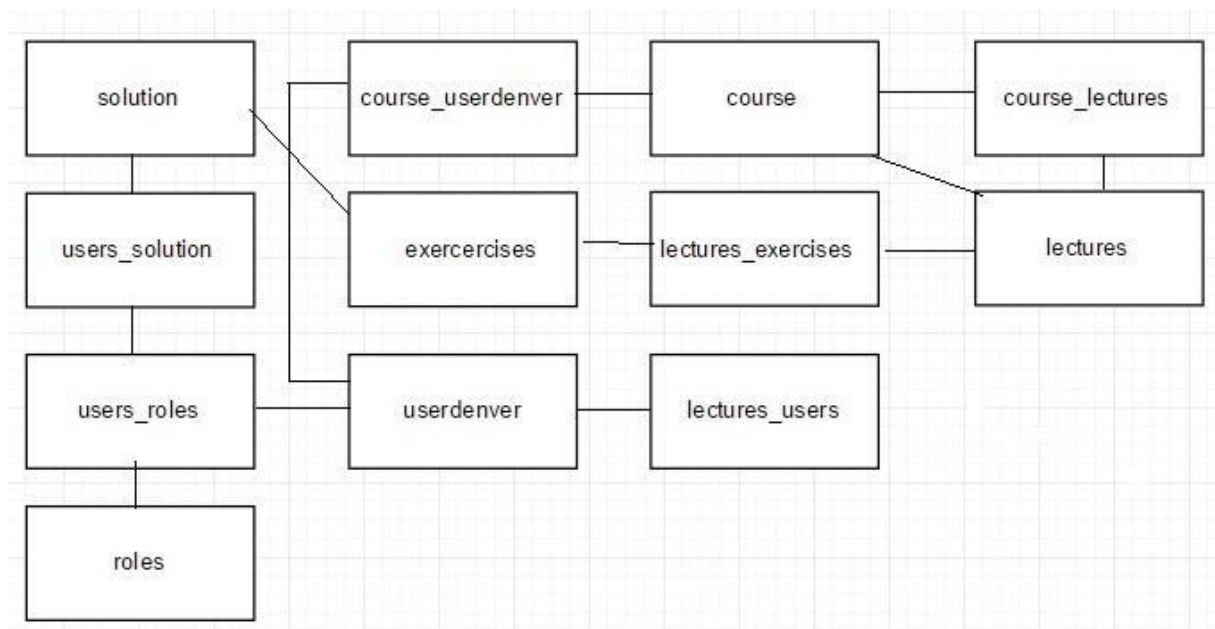 solution
course_userdenver
course
course_lectures
users_solution
exercercises
lectures_exercises
lectures
users_roles
userdenver
lectures_users
roles